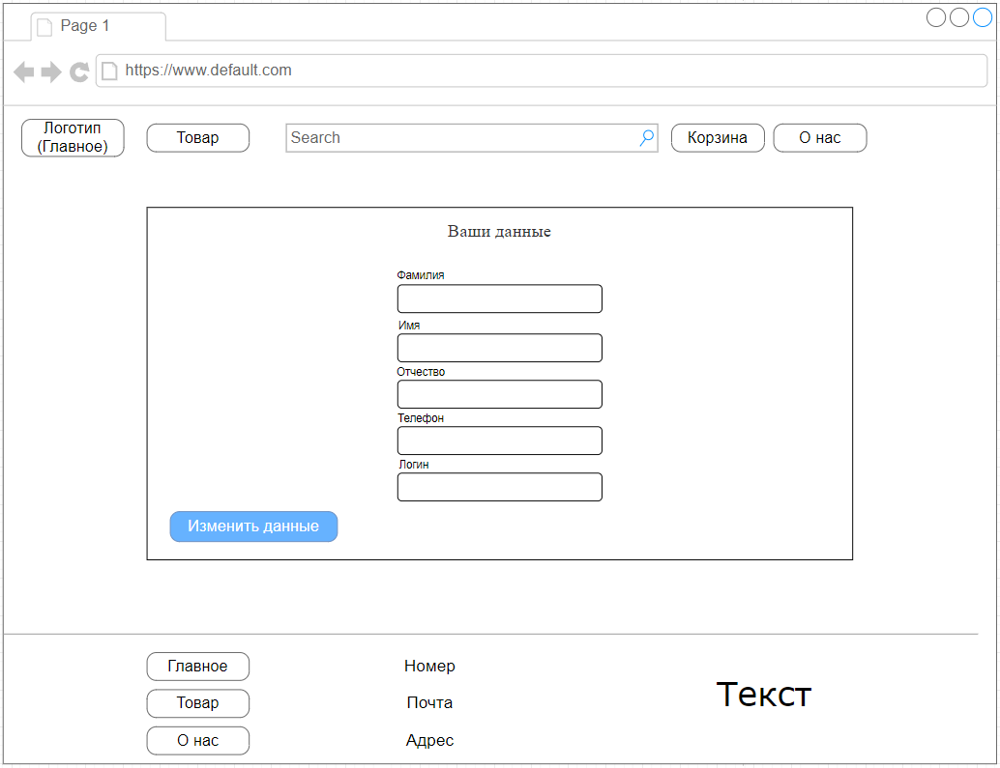 Page 1
https://www.default.com
Логотип
(Главное)
Товар
Search
Корзина
О нас
Ваши данные
Фамилия
Имя
Отчество
Телефон
Логин
Изменить данные
Главное
Номер
Товар
Почта
Текст
О нас
Адрес